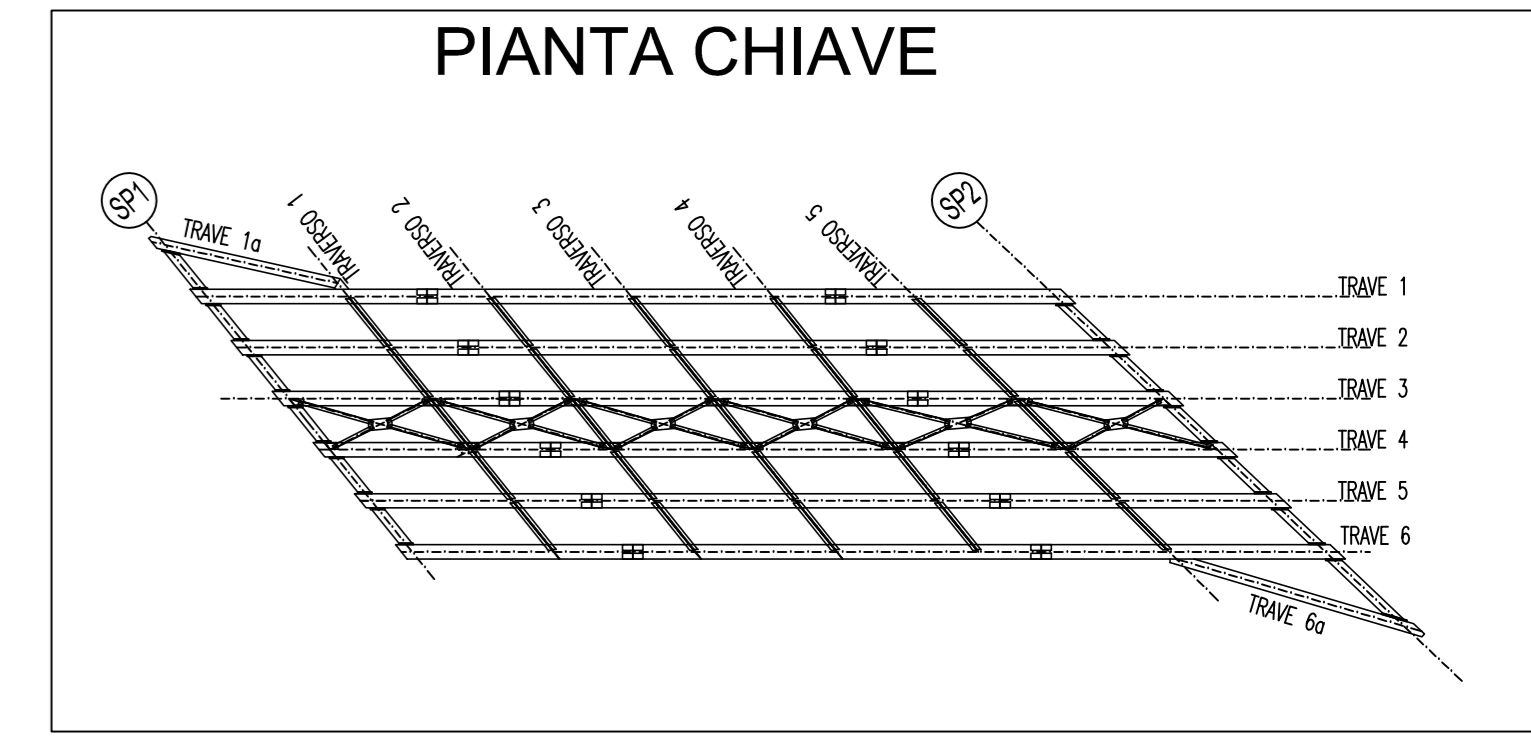 PIANTA CHIAVE
SP1
TRAVE 1a
TRAVERSO 1
TRAVERSO 2
TRAVERSO 3
TRAVERSO 4
TRAVERSO 5
SP2
TRAVE 1
TRAVE 2
TRAVE 3
TRAVE 4
TRAVE 5
TRAVE 6
TRAVE 6a